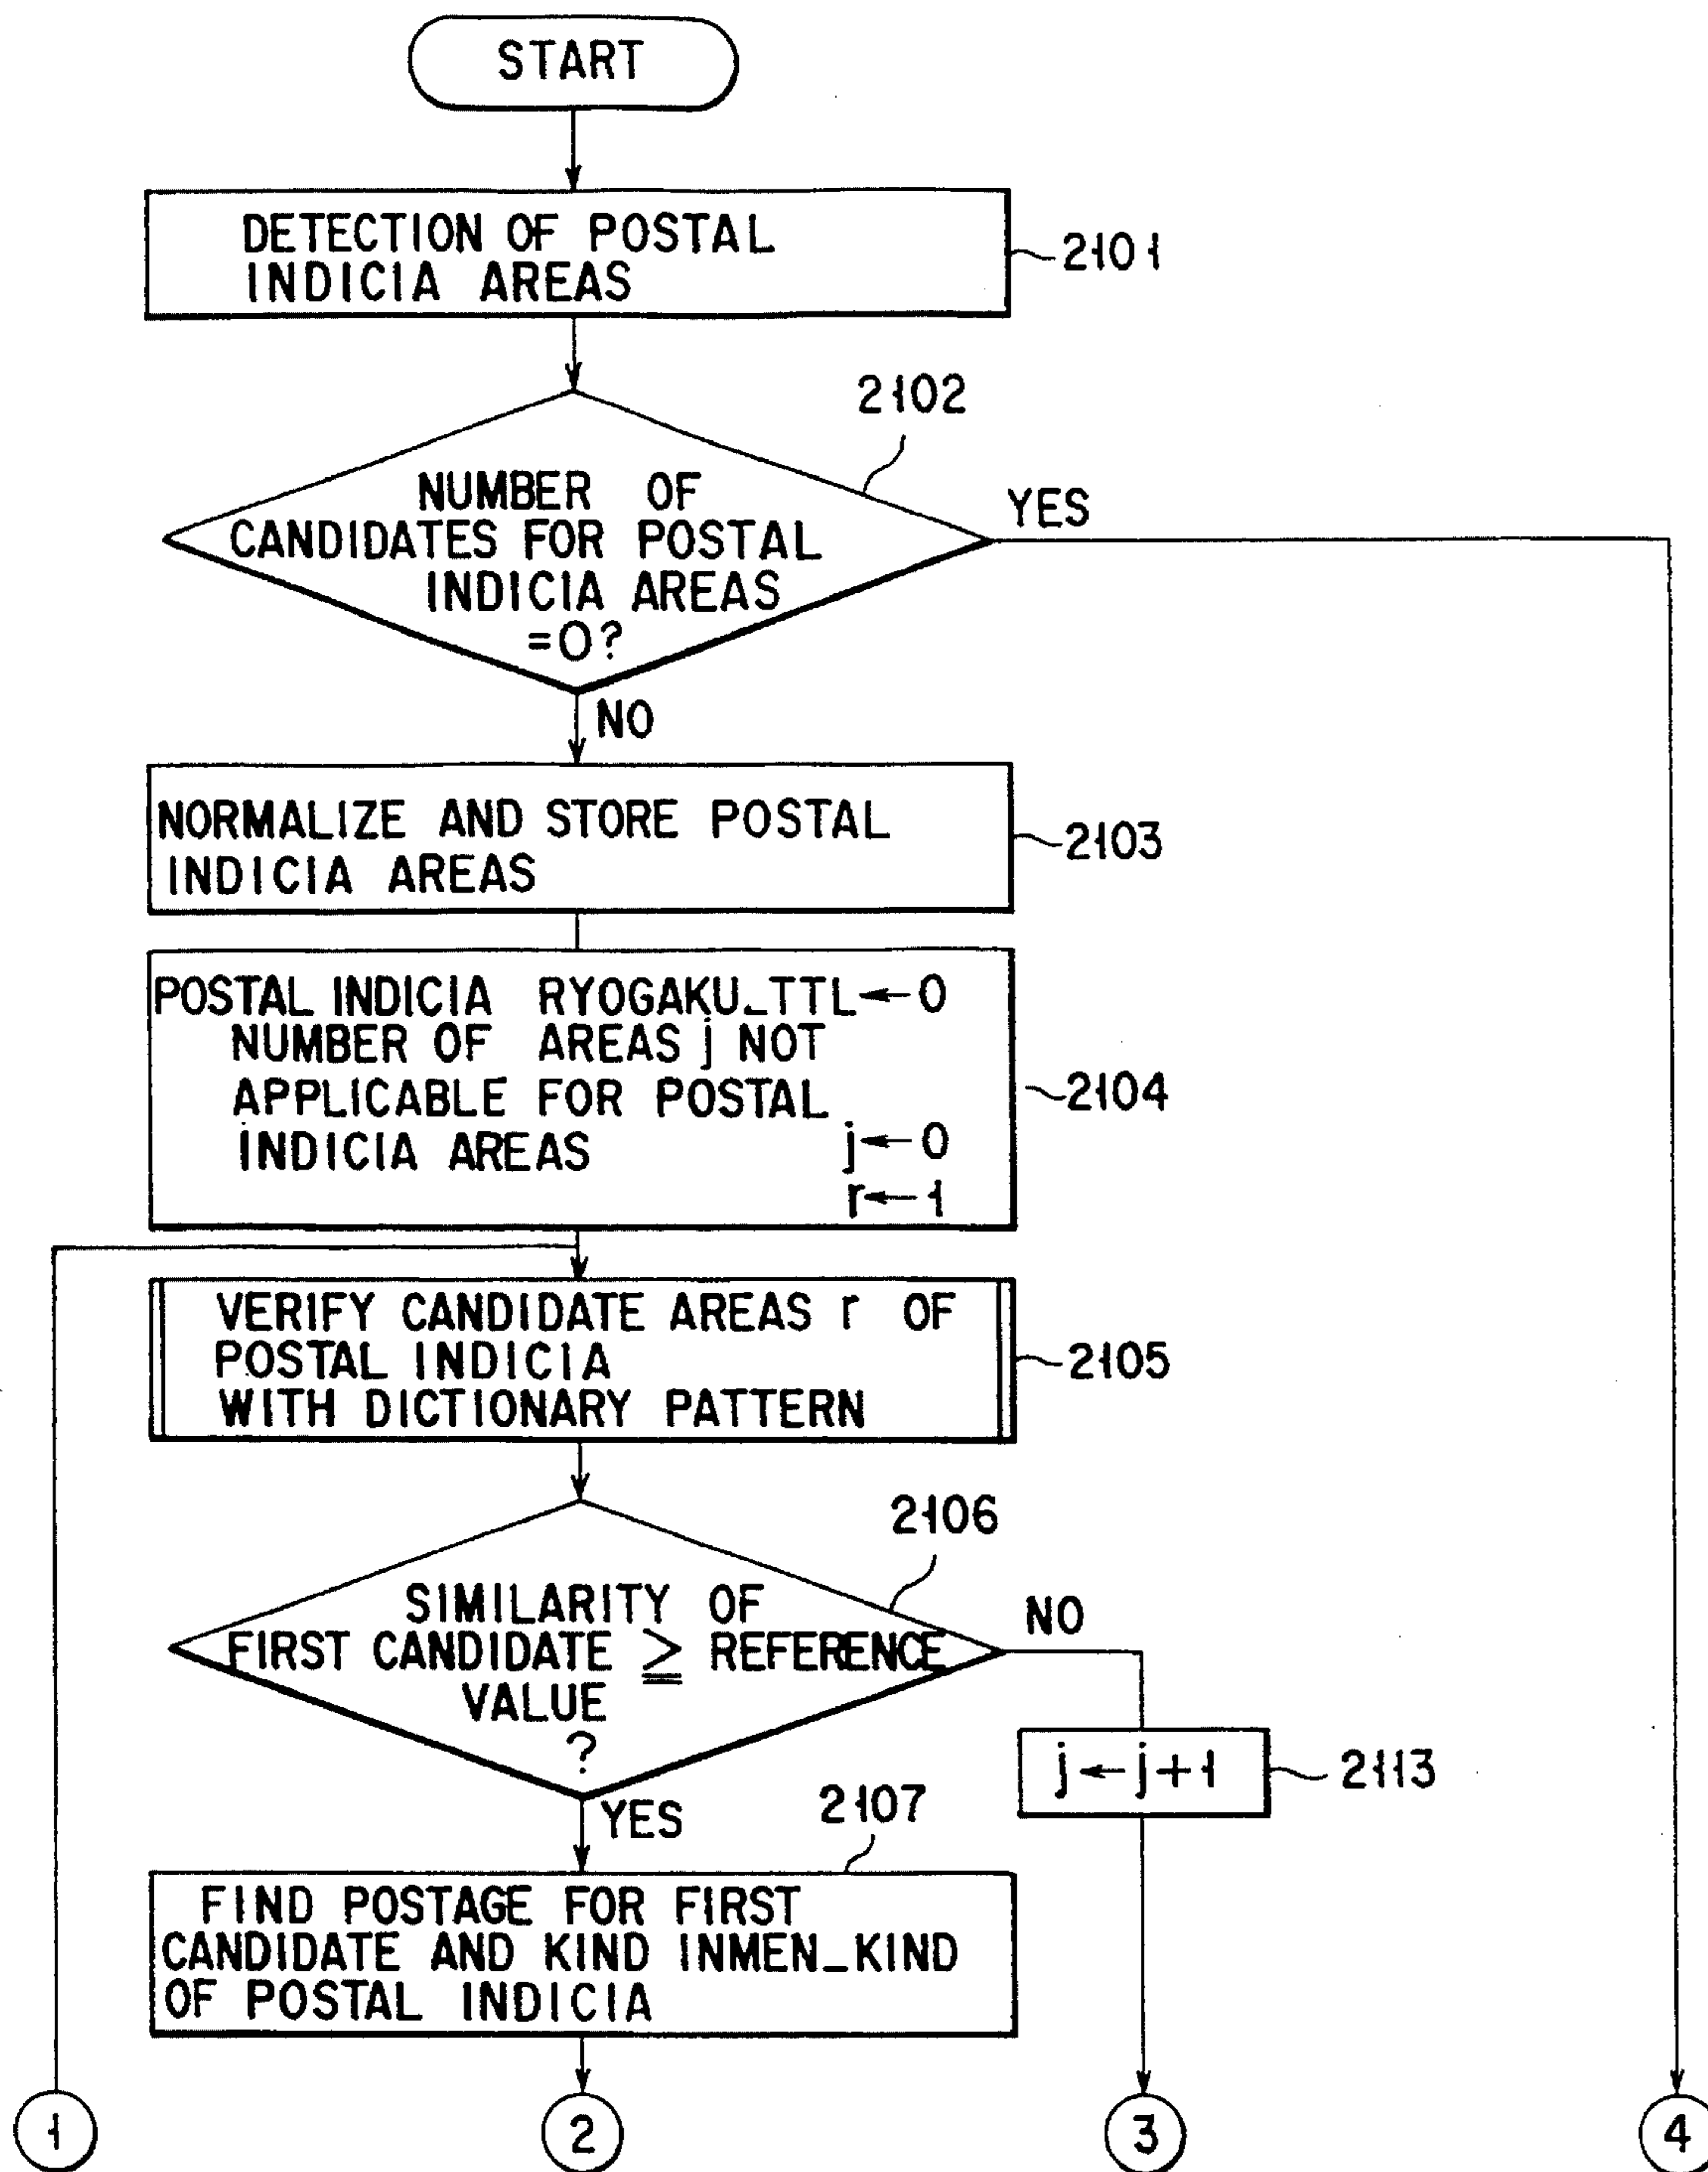 START
DETECTION OF POSTAL
INDICIA AREAS
2101
2102
NUMBER OF
CANDIDATES FOR POSTAL
INDICIA AREAS
=0?
YES
NO
NORMALIZE AND STORE POSTAL
INDICIA AREAS
2103
POSTAL INDICIA RYOGAKU_TTL←0
NUMBER OF AREAS j NOT
APPLICABLE FOR POSTAL
INDICIA AREAS j←0
r←1
2104
VERIFY CANDIDATE AREAS r OF
POSTAL INDICIA
WITH DICTIONARY PATTERN
2105
2106
SIMILARITY OF
FIRST CANDIDATE ≧ REFERENCE
VALUE
?
NO
j←j+1
2113
YES
2107
FIND POSTAGE FOR FIRST
CANDIDATE AND KIND INMEN_KIND
OF POSTAL INDICIA
1
2
3
4